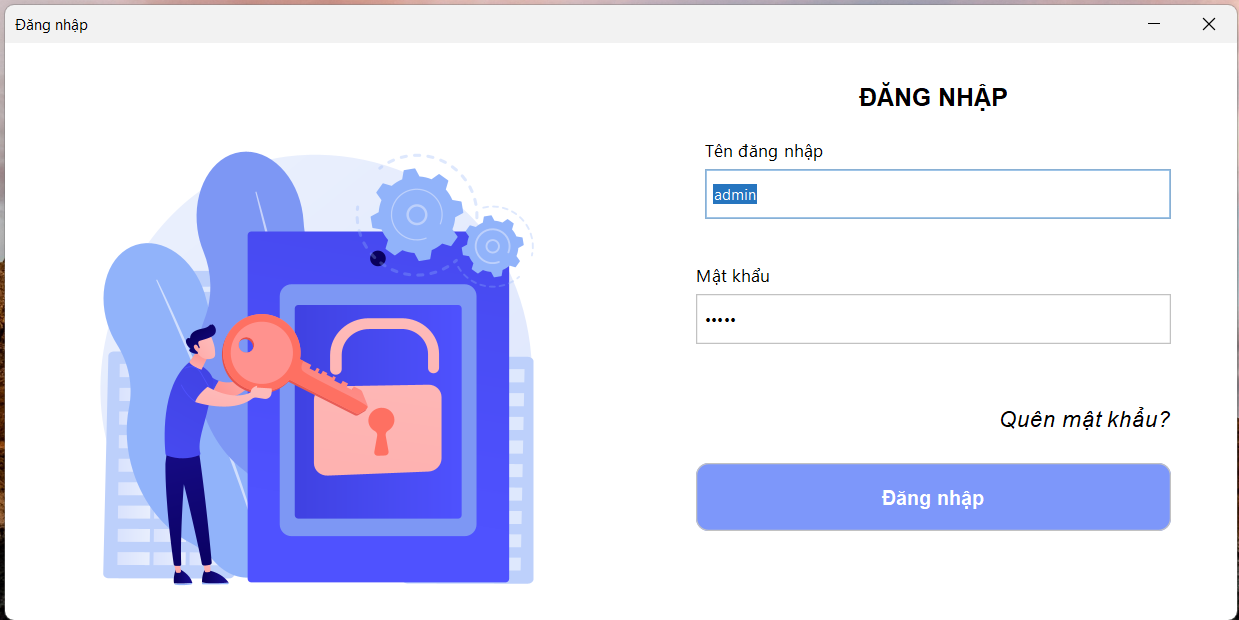 Đăng nhập
ĐĂNG NHẬP
Tên đăng nhập
admin
Mật khẩu
•••••
Quên mật khẩu?
Đăng nhập